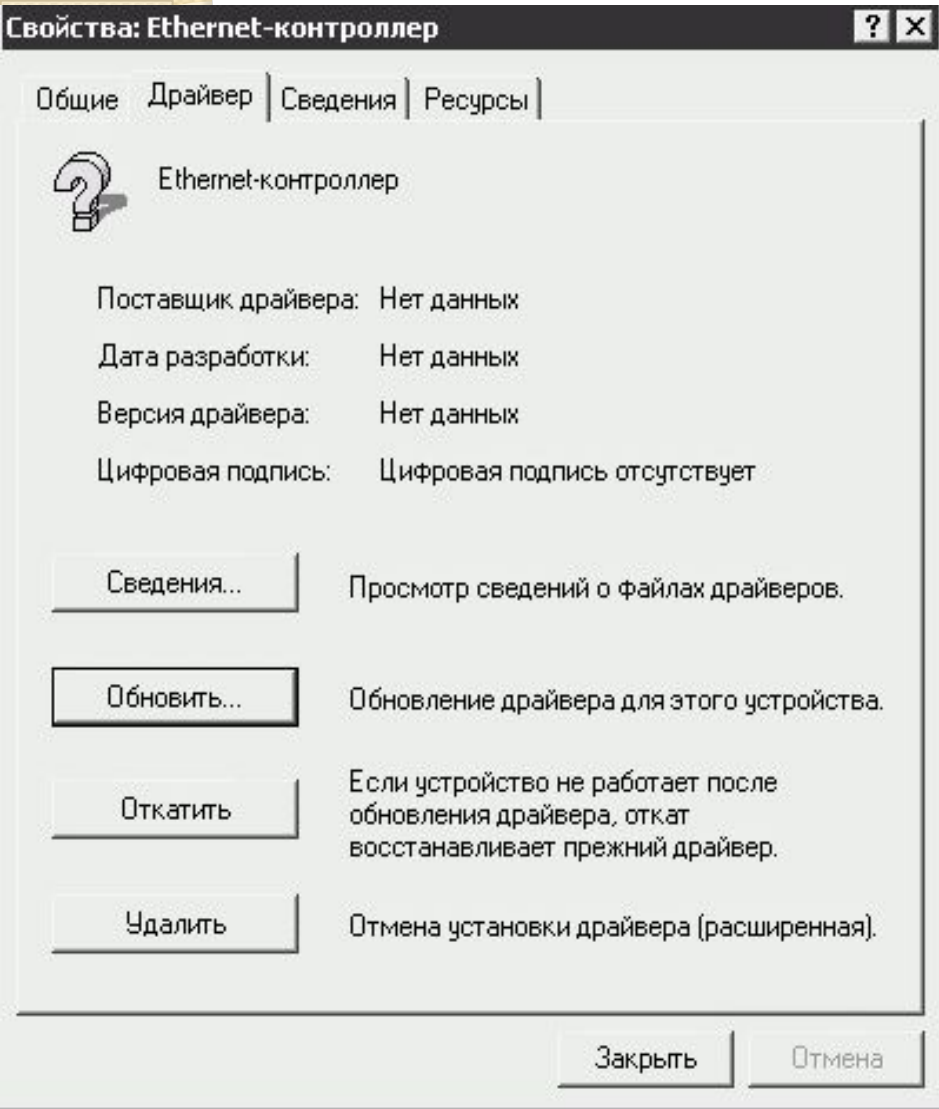 Свойства: Ethernet-контроллер
Общие Драйвер Сведения Ресурсы
Ethernet-контроллер
Поставщик драйвера: Нет данных
Дата разработки: Нет данных
Версия драйвера: Нет данных
Цифровая подпись: Цифровая подпись отсутствует
Сведения... Просмотр сведений о файлах драйверов.
Обновить... Обновление драйвера для этого устройства.
Откатить
Если устройство не работает после
обновления драйвера, откат
восстанавливает прежний драйвер.
Удалить Отмена установки драйвера (расширенная).
Закрыть Отмена